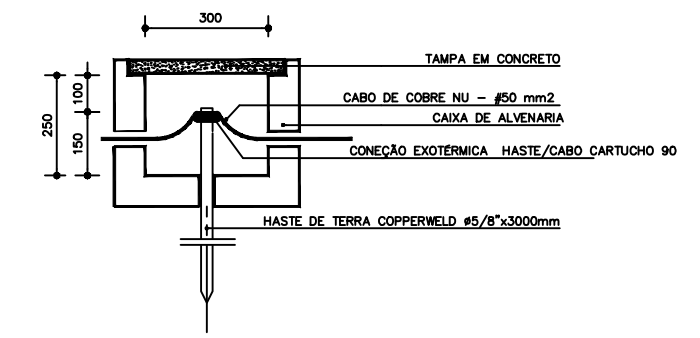 300
TAMPA EM CONCRETO
CABO DE COBRE NU - #50 mm2
CAIXA DE ALVENARIA
CONEÇÃO EXOTÉRMICA HASTE/CABO CARTUCHO 90
HASTE DE TERRA COPPERWELD ø5/8"x3000mm
250
100
150